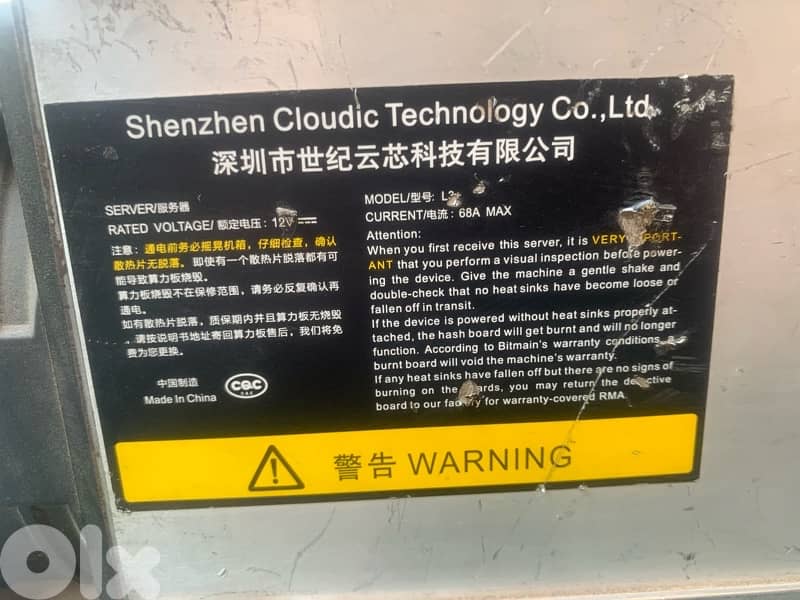 Shenzhen Cloudic Technology Co.,Ltd.
深圳市世纪云芯科技有限公司
SERVER/服务器
RATED VOLTAGE/ 额定电压: 12V
注意: 通电前务必摇晃机箱，仔细检查，确认
散热片无脱落。即使有一个散热片脱落都有可
能导致算力板烧毁。
算力板烧毁不在保修范围，请务必反复确认再
通电。
如有散热片脱落，质保期内并且算力板无烧毁
，请按说明书地址寄回算力板售后，我们将免
费为您更换。
中国制造
Made In China
CQC
MODEL/型号:
CURRENT/电流: 68A MAX
Attention:
When you first receive this server, it is VERY
ANT that you perform a visual inspection before power-
ing the device. Give the machine a gentle shake and
double-check that no heat sinks have become loose or
fallen off in transit.
If the device is powered without heat sinks properly at-
tached, the hash board will get burnt and will no longer
function. According to Bitmain's warranty conditions, a
burnt board will void the machine's warranty.
If any heat sinks have fallen off but there are no signs of
burning on the boards, you may return the defective
board to our factory for warranty-covered RMA.
警告 WARNING
olx